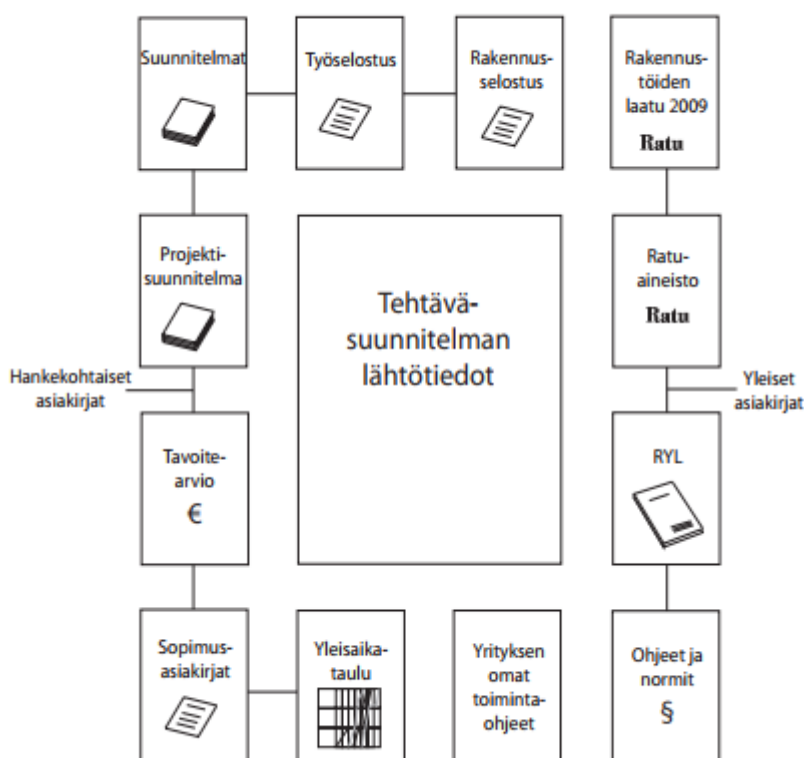 Suunnitelmat
Työselostus
Rakennus-
selostus
Rakennus-
töiden
laatu 2009
Ratu
Projekti-
suunnitelma
Tehtävä-
suunnitelman
lähtötiedot
Ratu-
aineisto
Ratu
Hankekohtaiset
asiakirjat
Yleiset
asiakirjat
Tavoite-
arvio
€
RYL
Sopimus-
asiakirjat
Yleisaika-
taulu
Yrityksen
omat
toiminta-
ohjeet
Ohjeet ja
normit
§